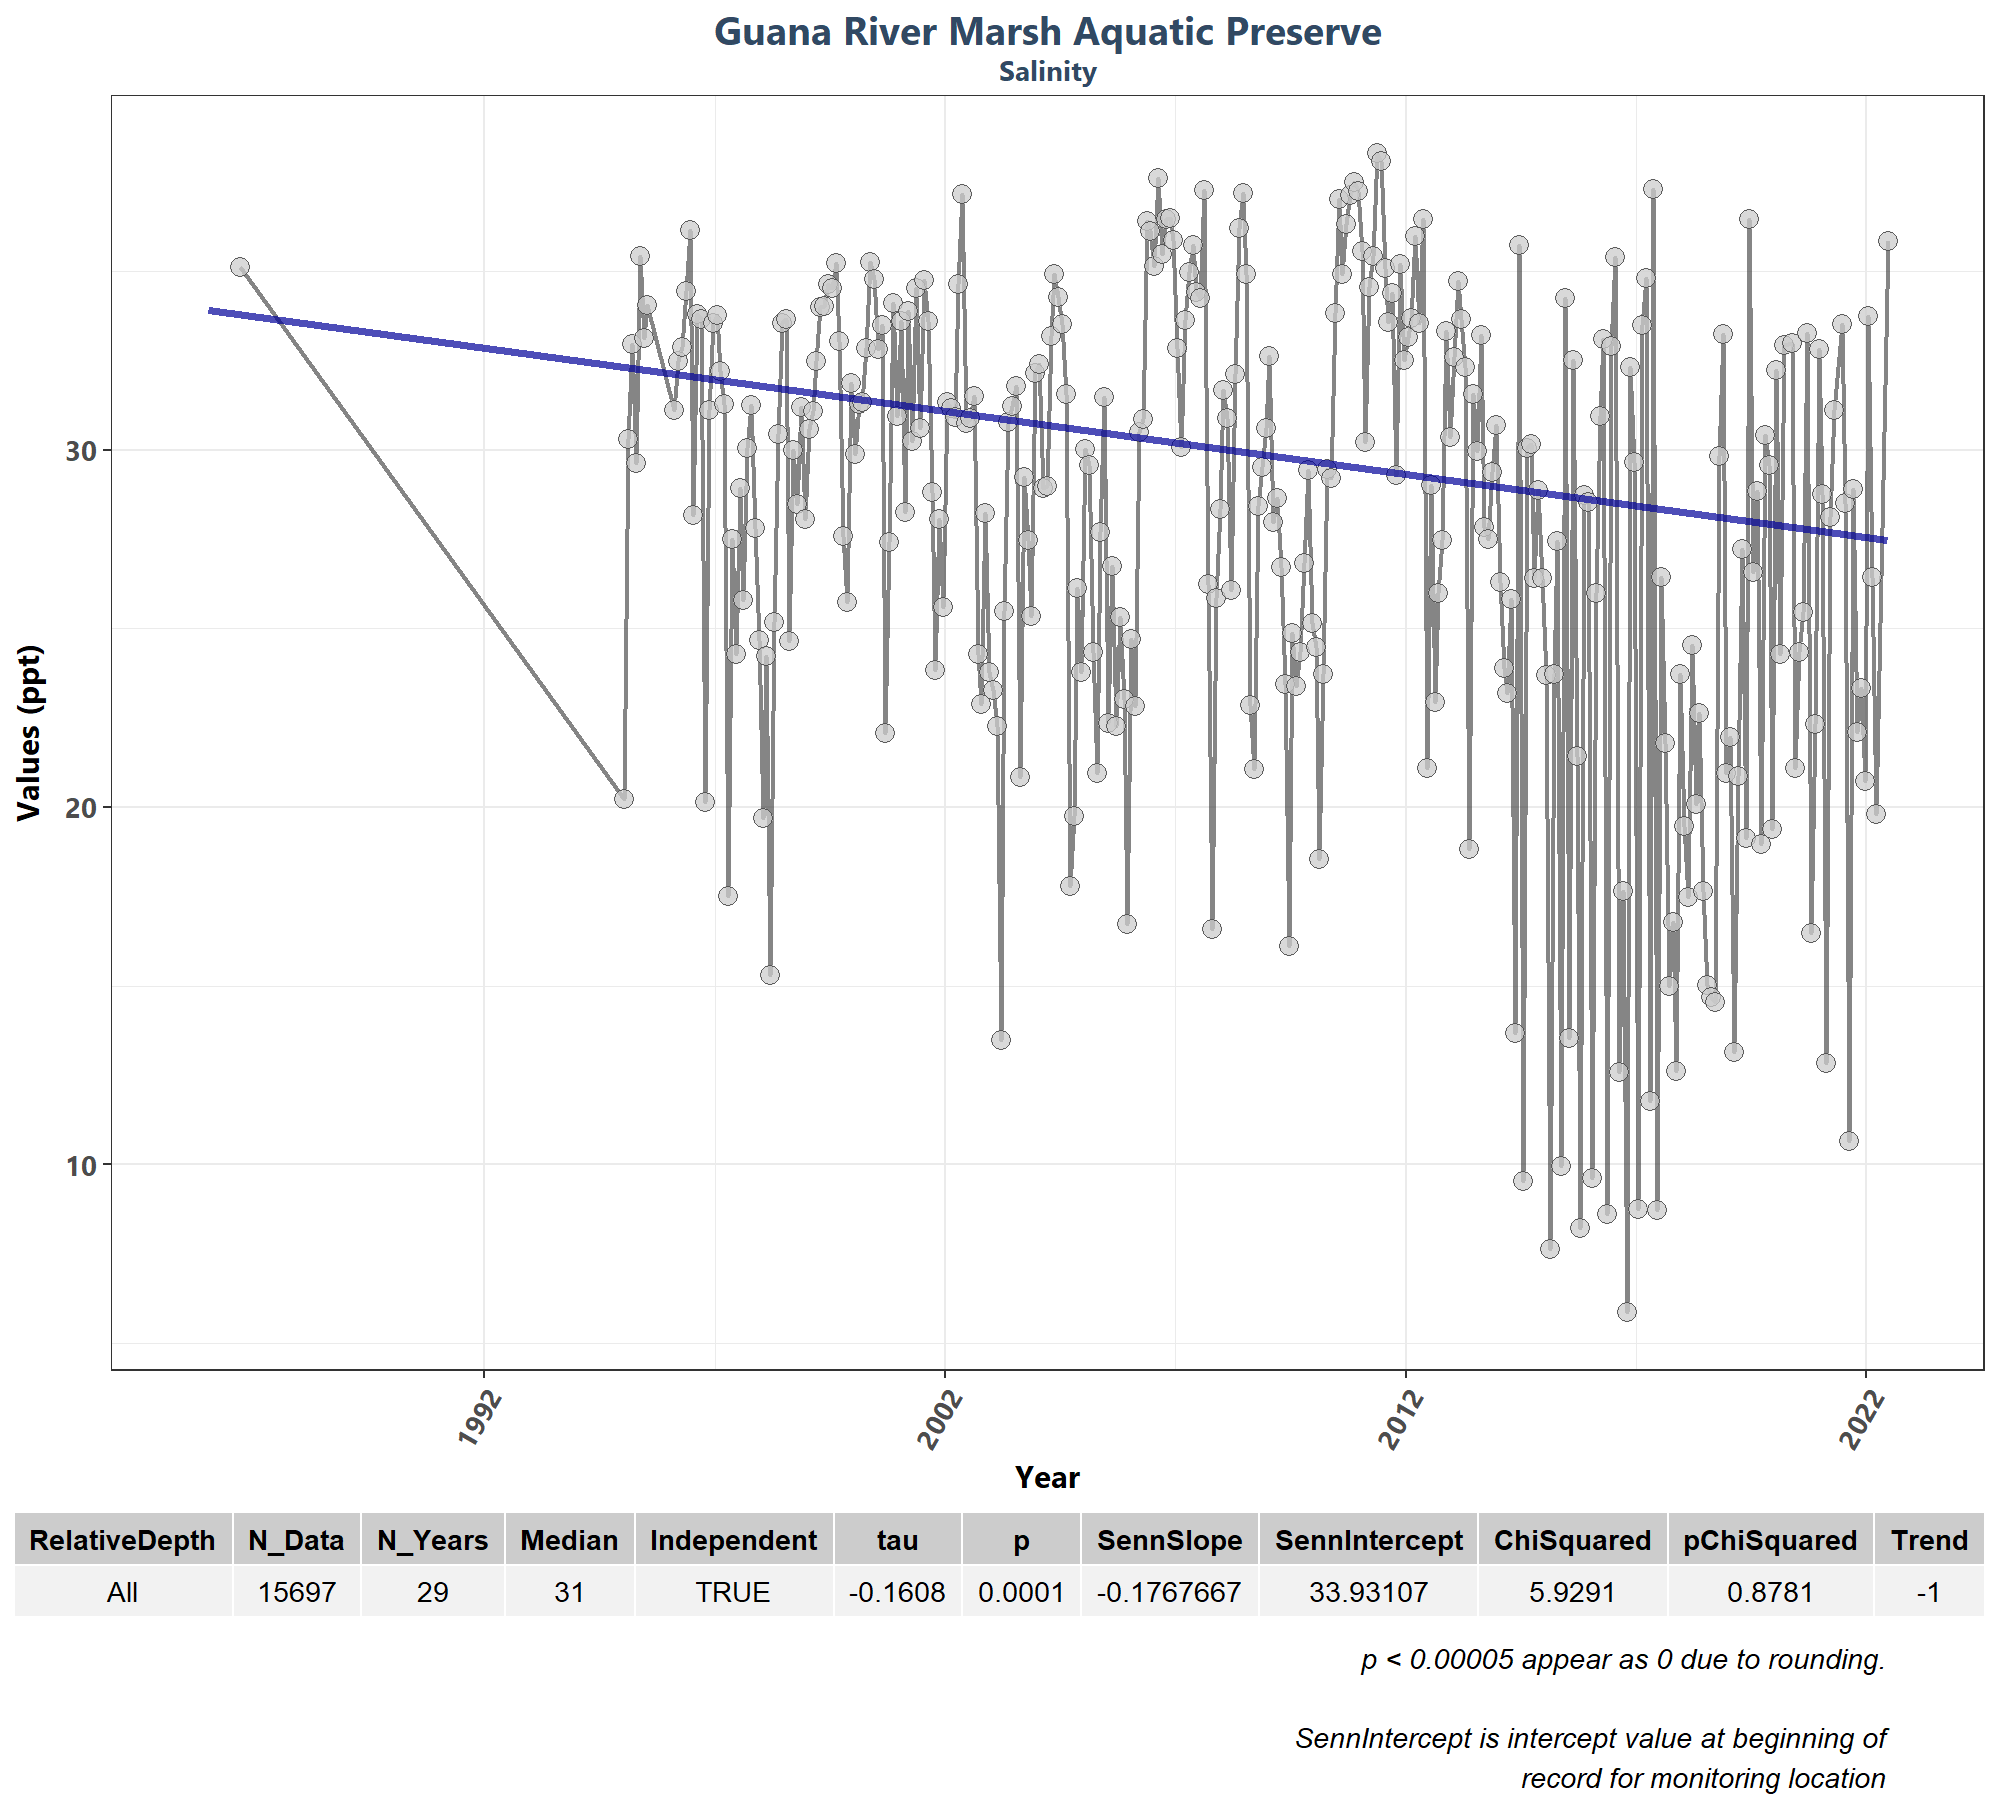 Guana River Marsh Aquatic Preserve
Salinity
Values (ppt)
30
20
10
1992 2002 2012 2022
Year
RelativeDepth N_Data N_Years Median Independent tau p SennSlope SennIntercept ChiSquared pChiSquared Trend
All 15697 29 31 TRUE -0.1608 0.0001 -0.1767667 33.93107 5.9291 0.8781 -1
p < 0.00005 appear as 0 due to rounding.
SennIntercept is intercept value at beginning of
record for monitoring location